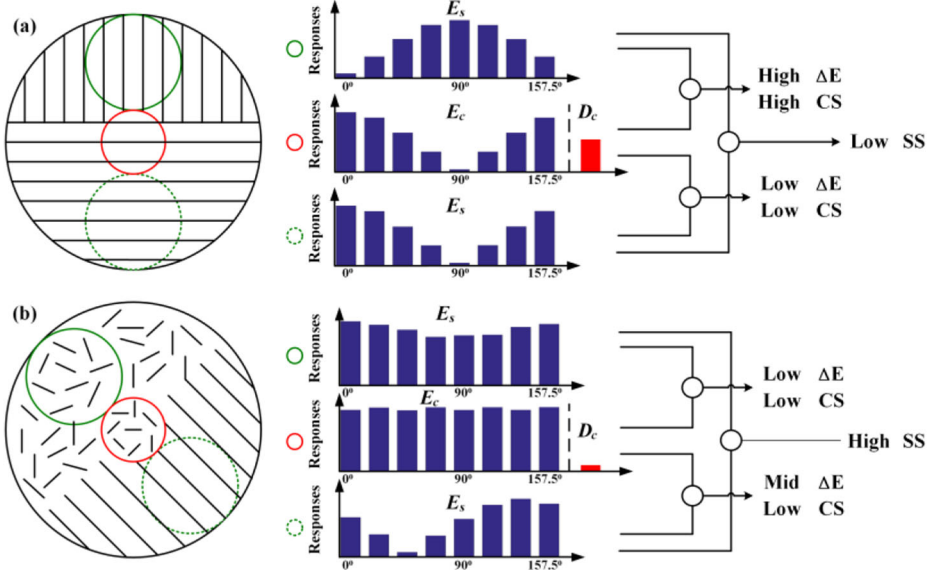 (a)
Responses
E_s
0° 90° 157.5°
High ΔE
High CS
Responses
E_c
D_c
0° 90° 157.5°
Low SS
Low ΔE
Low CS
Responses
E_s
0° 90° 157.5°
(b)
Responses
E_s
0° 90° 157.5°
Low ΔE
Low CS
Responses
E_c
D_c
0° 90° 157.5°
High SS
Mid ΔE
Low CS
Responses
E_s
0° 90° 157.5°